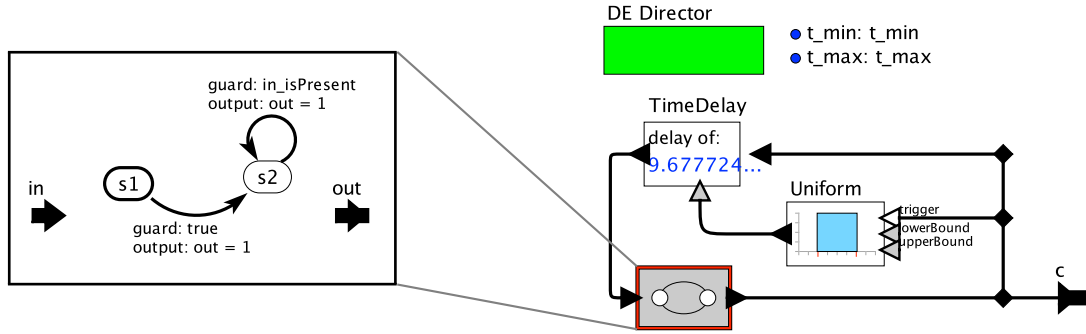 DE Director
t_min: t_min
t_max: t_max
guard: in_isPresent
output: out = 1
s1
s2
in
out
guard: true
output: out = 1
TimeDelay
delay of:
9.677724...
Uniform
trigger
lowerBound
upperBound
c